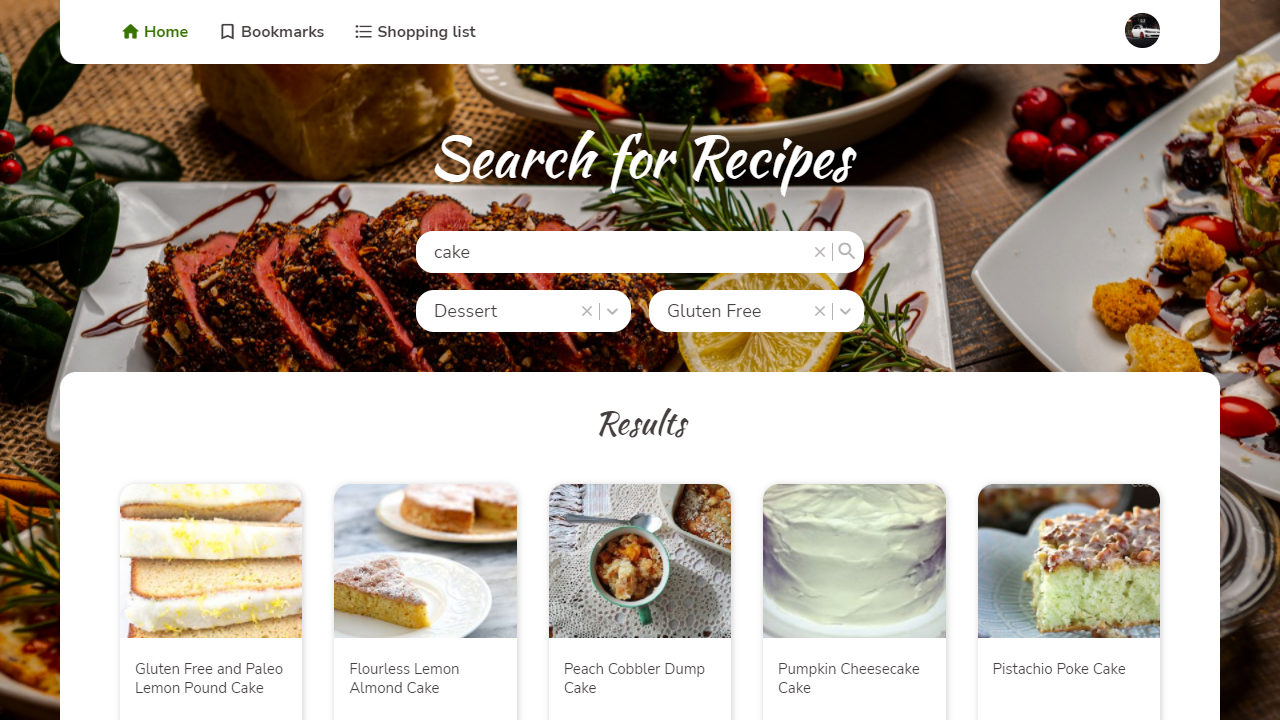 Home
Bookmarks
Shopping list
Search for Recipes
cake
Dessert
Gluten Free
Results
Gluten Free and Paleo
Lemon Pound Cake
Flourless Lemon
Almond Cake
Peach Cobbler Dump
Cake
Pumpkin Cheesecake
Cake
Pistachio Poke Cake